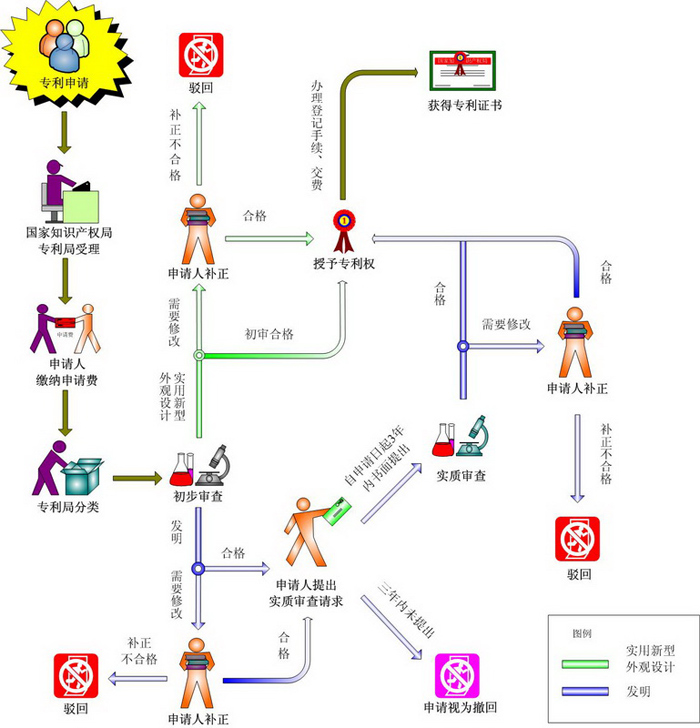 专利申请
国家知识产权局
专利局受理
申请费
申请人
缴纳申请费
专利局分类
初步审查
实用新型
外观设计
需要修改
初审合格
申请人补正
合格
补正不合格
驳回
授予专利权
办理登记手续、交费
国家知识产权局
获得专利证书
发明
合格
需要修改
申请人补正
补正
不合格
驳回
合格
申请人提出
实质审查请求
自申请日起3年
内书面提出
三年内未提出
申请视为撤回
实质审查
合格
需要修改
申请人补正
合格
补正不合格
驳回
图例
实用新型
外观设计
发明